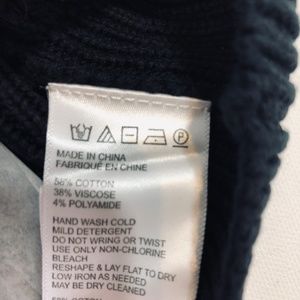 MADE IN CHINA
FABRIQUÉ EN CHINE
58% COTTON
38% VISCOSE
4% POLYAMIDE
HAND WASH COLD
MILD DETERGENT
DO NOT WRING OR TWIST
USE ONLY NON-CHLORINE
BLEACH
RESHAPE & LAY FLAT TO DRY
LOW IRON AS NEEDED
MAY BE DRY CLEANED